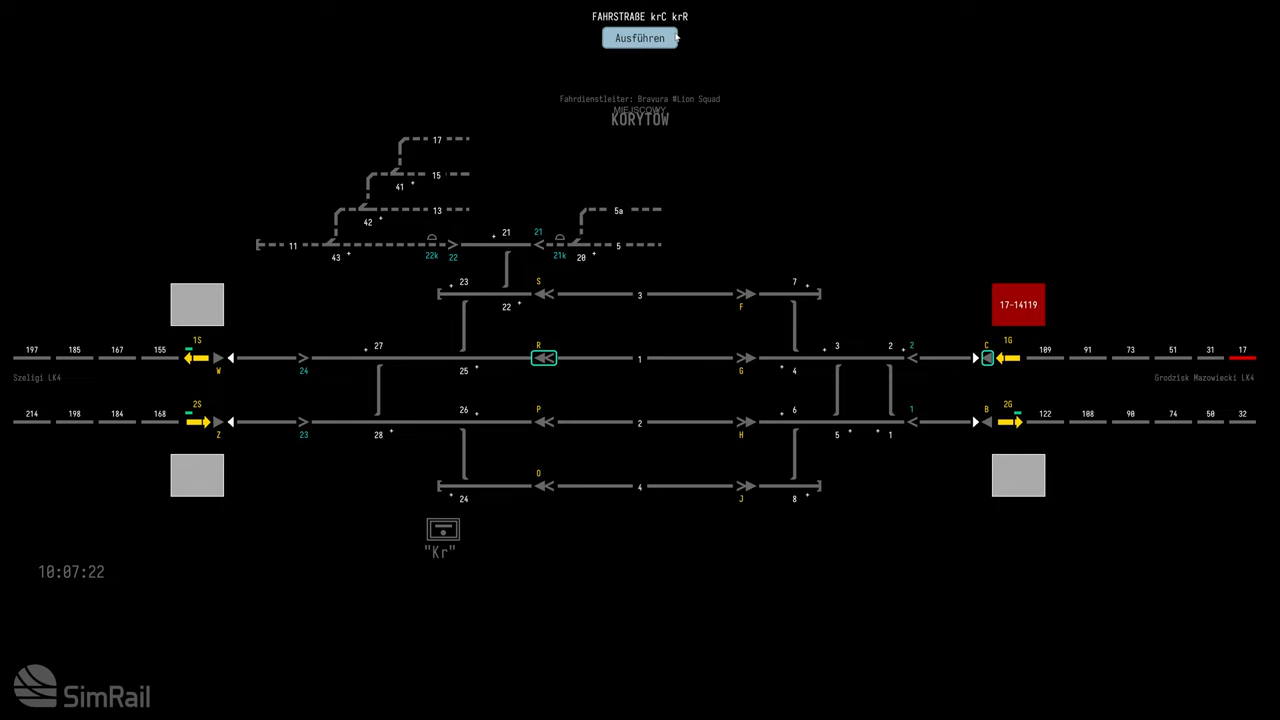 FAHRSTRAßE krC krR
Ausführen
Fahrdienstleiter: Bravura #Lion Squad
MIEJSCOWY
KORYTÓW
17
15
41
42
13
5a
11
43
22k
22
21
21
21k
20
5
23
S
22
3
F
7
17-14119
197
185
167
155
1S
W
24
27
25
R
1
G
4
3
2
2
C
1G
109
91
73
51
31
17
Szeligi LK4
Grodzisk Mazowiecki LK4
214
198
184
168
2S
Z
23
28
26
P
2
H
6
5
1
1
B
2G
122
108
90
74
50
32
24
O
4
J
8
"Kr"
10:07:22
SimRail